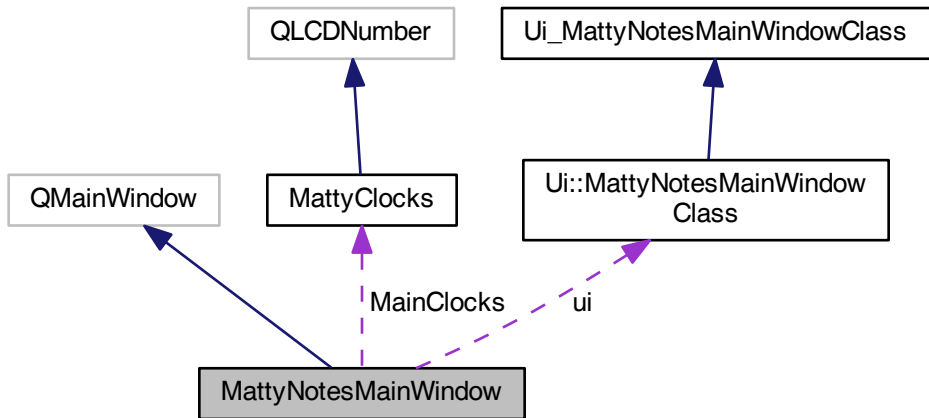 QLCDNumber
Ui_MattyNotesMainWindowClass
QMainWindow
MattyClocks
Ui::MattyNotesMainWindow
Class
MainClocks
ui
MattyNotesMainWindow